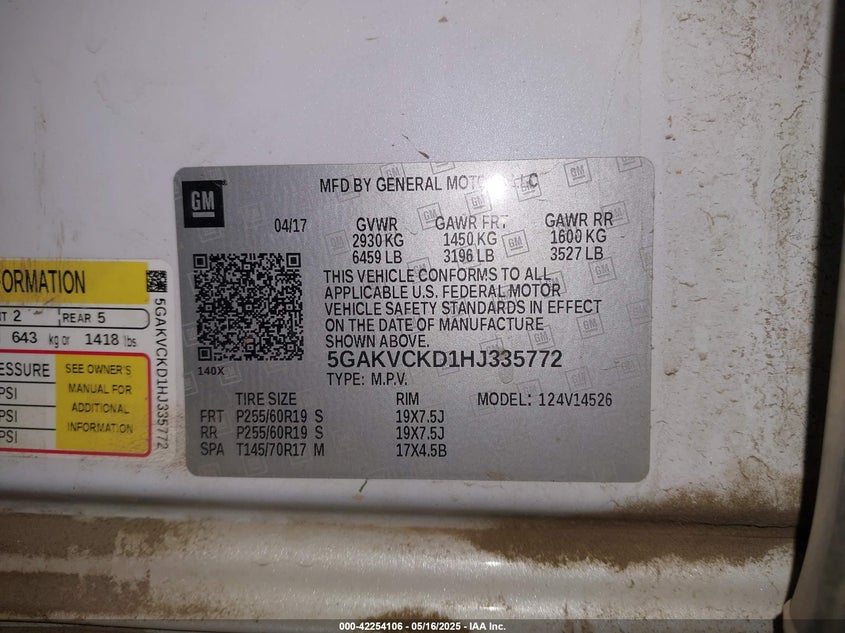 GM
MFD BY GENERAL MOTORS LLC
04/17
GVWR GAWR FRT GAWR RR
2930 KG 1450 KG 1600 KG
6459 LB 3196 LB 3527 LB
THIS VEHICLE CONFORMS TO ALL
APPLICABLE U.S. FEDERAL MOTOR
VEHICLE SAFETY STANDARDS IN EFFECT
ON THE DATE OF MANUFACTURE
SHOWN ABOVE.
140X
5GAKVCKD1HJ335772
TYPE: M.P.V.
TIRE SIZE RIM MODEL: 124V14526
FRT P255/60R19 S 19X7.5J
RR P255/60R19 S 19X7.5J
SPA T145/70R17 M 17X4.5B
FORMATION
2 REAR 5
643 kg or 1418 lbs
SEE OWNER'S
MANUAL FOR
ADDITIONAL
INFORMATION
PSI
PSI
5GAKVCKD1HJ335772
000-42254106 - 05/16/2025 - IAA Inc.